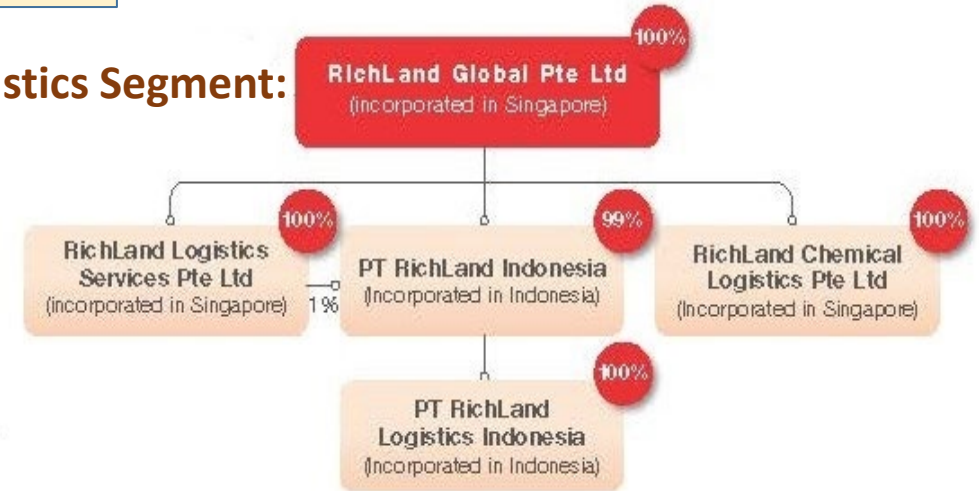 100%
stics Segment:
RichLand Global Pte Ltd
(incorporated in Singapore)
100%
99%
100%
RichLand Logistics
Services Pte Ltd
(incorporated in Singapore)
1%
PT RichLand Indonesia
(Incorporated in Indonesia)
RichLand Chemical
Logistics Pte Ltd
(Incorporated in Singapore)
100%
PT RichLand
Logistics Indonesia
(Incorporated in Indonesia)